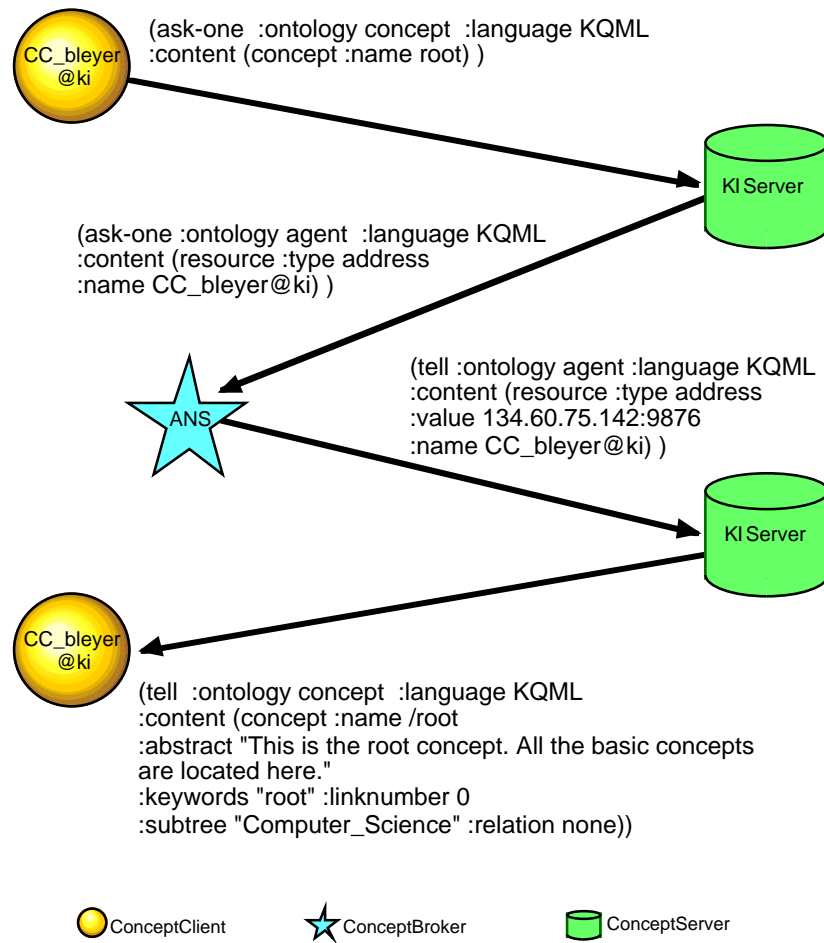 (ask-one :ontology concept :language KQML
:content (concept :name root) )
CC_bleyer
@ki
KI Server
(ask-one :ontology agent :language KQML
:content (resource :type address
:name CC_bleyer@ki) )
(tell :ontology agent :language KQML
:content (resource :type address
:value 134.60.75.142:9876
:name CC_bleyer@ki) )
ANS
KI Server
CC_bleyer
@ki
(tell :ontology concept :language KQML
:content (concept :name /root
:abstract "This is the root concept. All the basic concepts
are located here."
:keywords "root" :linknumber 0
:subtree "Computer_Science" :relation none))
ConceptClient
ConceptBroker
ConceptServer